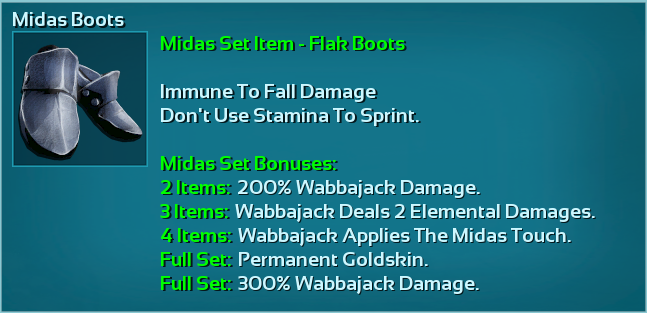 Midas Boots
Midas Set Item - Flak Boots
Immune To Fall Damage
Don't Use Stamina To Sprint.
Midas Set Bonuses:
2 Items: 200% Wabbajack Damage.
3 Items: Wabbajack Deals 2 Elemental Damages.
4 Items: Wabbajack Applies The Midas Touch.
Full Set: Permanent Goldskin.
Full Set: 300% Wabbajack Damage.